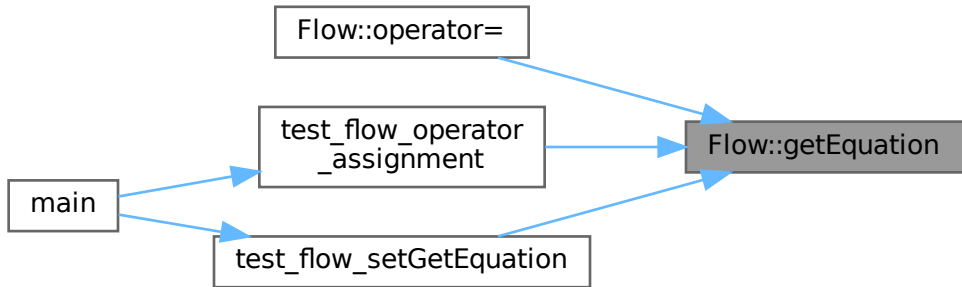 Flow::operator=
test_flow_operator
_assignment
Flow::getEquation
main
test_flow_setGetEquation